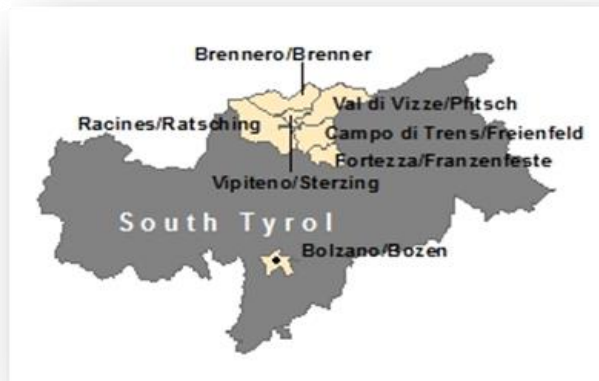 Brennero/Brenner
Val di Vizze/Pfitsch
Racines/Ratsching
Campo di Trens/Freienfeld
Fortezza/Franzenfeste
Vipiteno/Sterzing
South Tyrol
Bolzano/Bozen